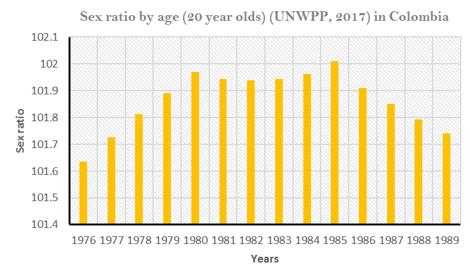 Sex ratio by age (20 year olds) (UNWPP, 2017) in Colombia
102.1
102
101.9
101.8
101.7
101.6
101.5
101.4
Sex ratio
1976 1977 1978 1979 1980 1981 1982 1983 1984 1985 1986 1987 1988 1989
Years